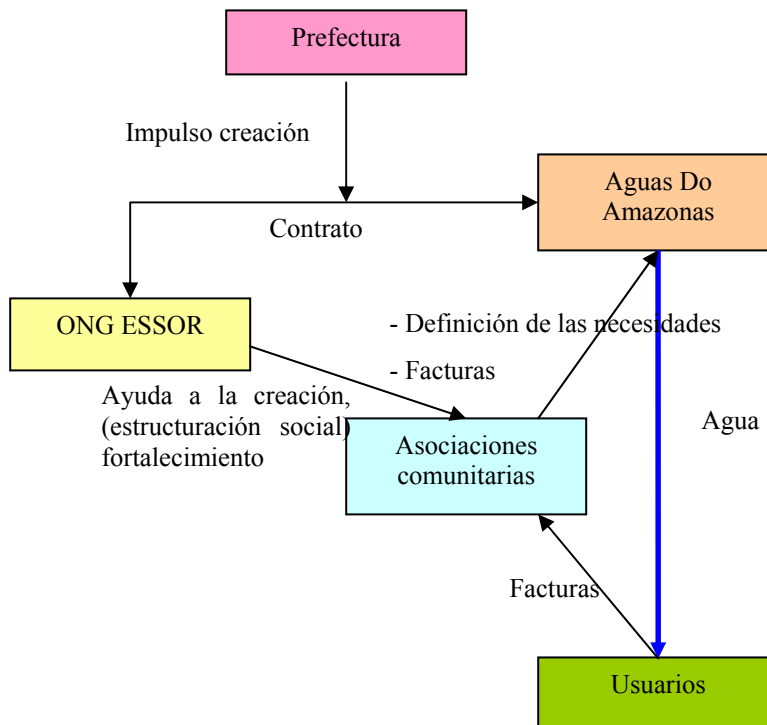 Prefectura
Impulso creación
Aguas Do
Amazonas
Contrato
ONG ESSOR
- Definición de las necesidades
- Facturas
Ayuda a la creación,
(estructuración social)
fortalecimiento
Asociaciones
comunitarias
Agua
Facturas
Usuarios